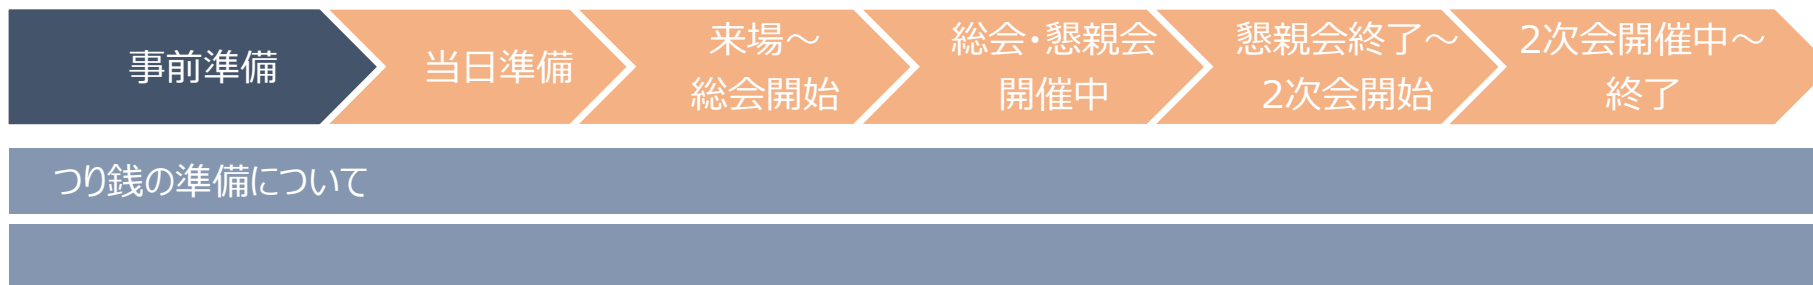 事前準備
当日準備
来場～
総会開始
総会・懇親会
開催中
懇親会終了～
2次会開始
2次会開催中～
終了
つり銭の準備について